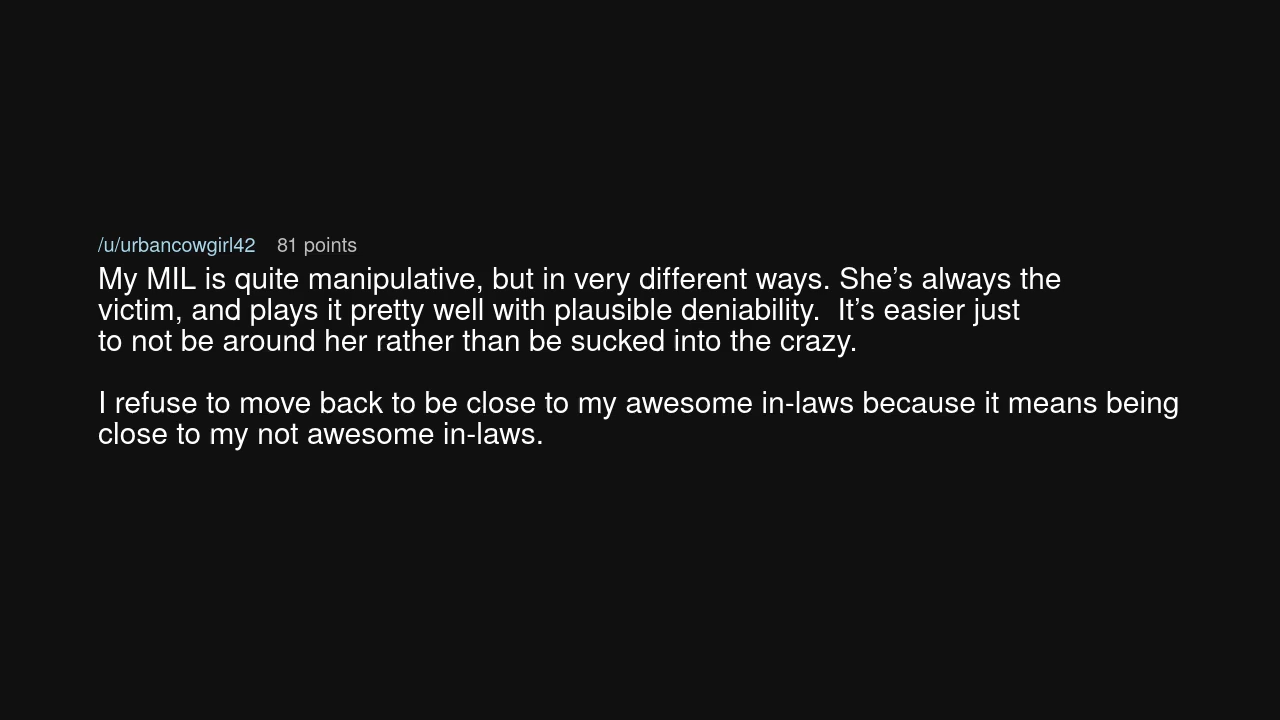 /u/urbancowgirl42 81 points
My MIL is quite manipulative, but in very different ways. She’s always the
victim, and plays it pretty well with plausible deniability.  It’s easier just
to not be around her rather than be sucked into the crazy.
I refuse to move back to be close to my awesome in-laws because it means being
close to my not awesome in-laws.